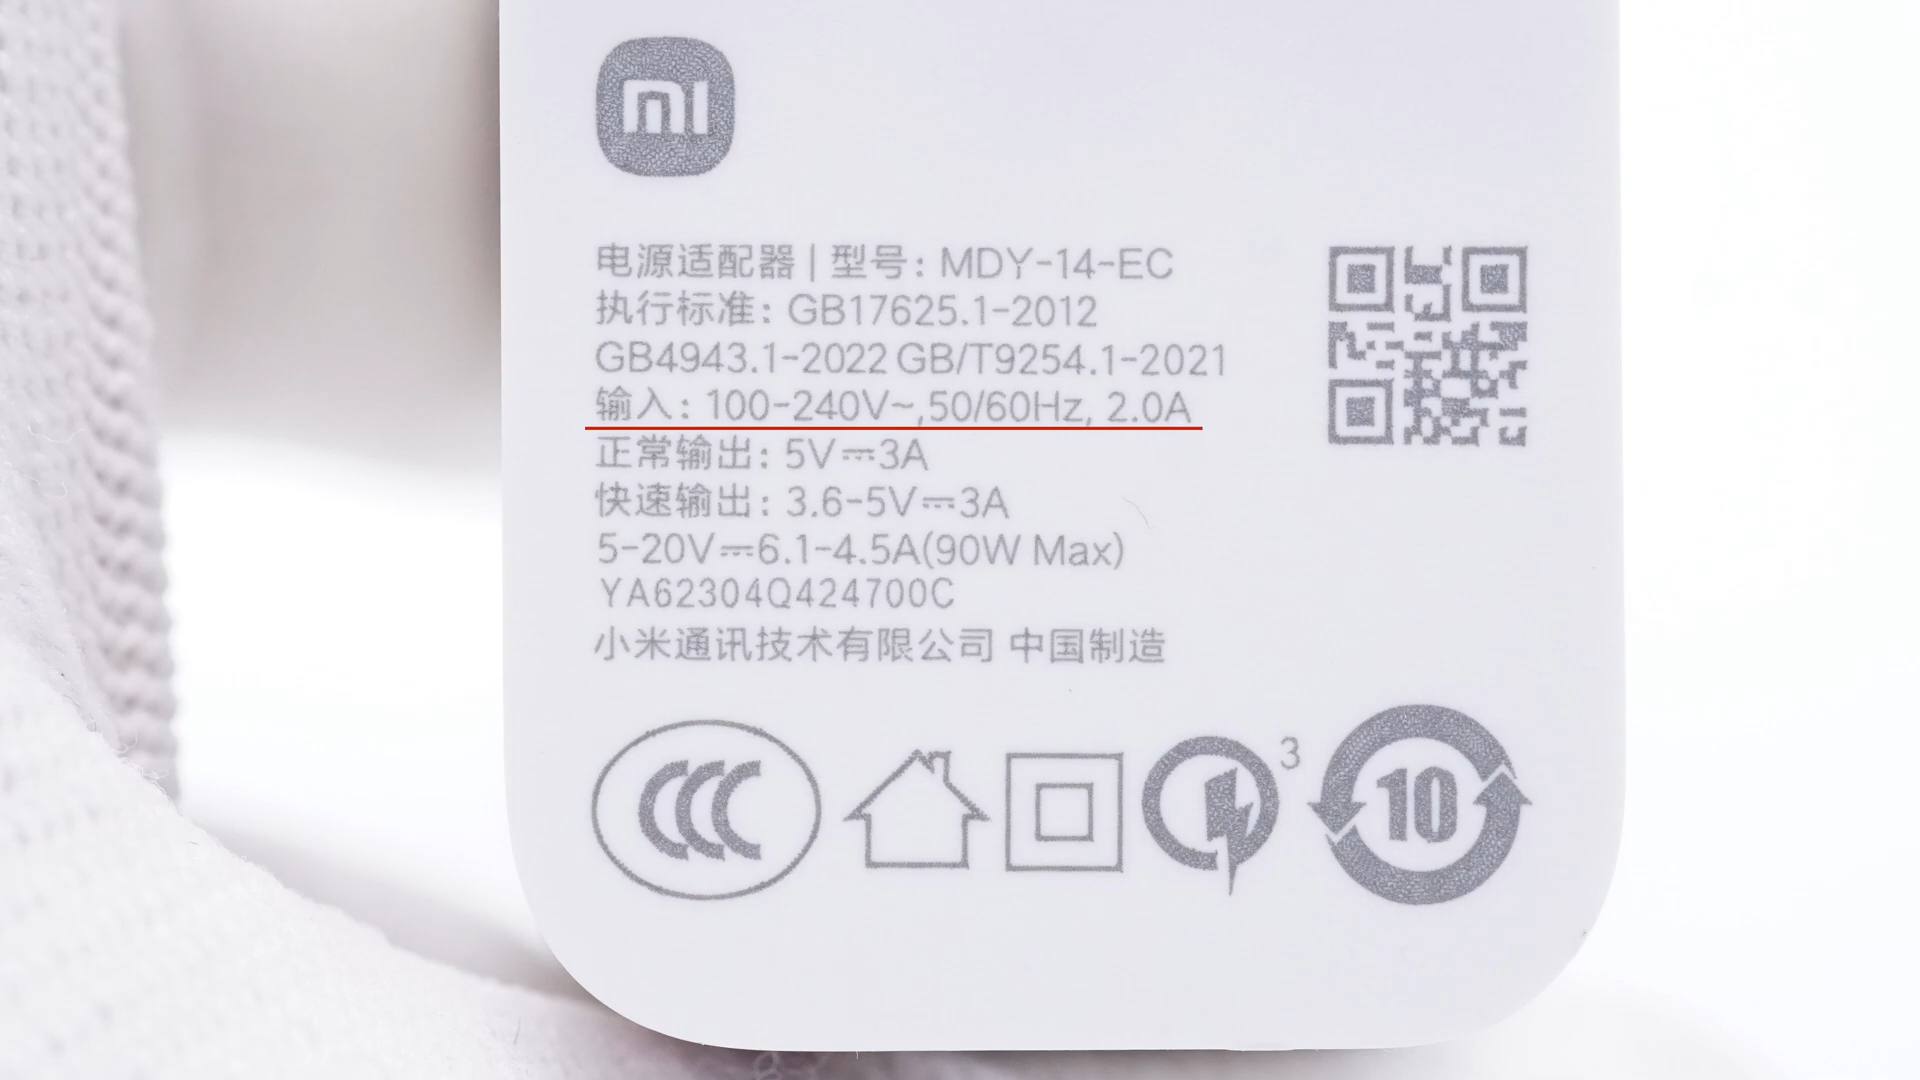 mi
电源适配器 | 型号: MDY-14-EC
执行标准: GB17625.1-2012
GB4943.1-2022 GB/T9254.1-2021
输入: 100-240V~,50/60Hz, 2.0A
正常输出: 5V⎓3A
快速输出: 3.6-5V⎓3A
5-20V⎓6.1-4.5A(90W Max)
YA62304Q424700C
小米通讯技术有限公司 中国制造
CCC 3 10